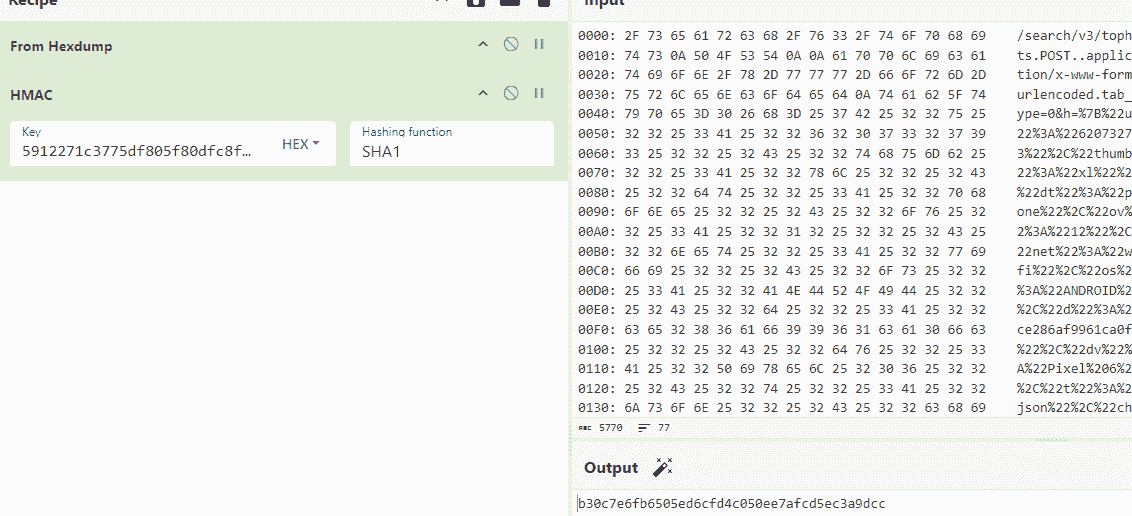 Recipe
From Hexdump
HMAC
Key
5912271c3775df805f80dfc8f…
HEX
Hashing function
SHA1
Input
0000: 2F 73 65 61 72 63 68 2F 76 33 2F 74 6F 70 68 69 /search/v3/toph
0010: 74 73 0A 50 4F 53 54 0A 0A 61 70 70 6C 69 63 61 ts.POST..applic
0020: 74 69 6F 6E 2F 78 2D 77 77 77 2D 66 6F 72 6D 2D tion/x-www-form
0030: 75 72 6C 65 6E 63 6F 64 65 64 0A 74 61 62 5F 74 urlencoded.tab_
0040: 79 70 65 3D 30 26 68 3D 25 37 42 25 32 32 75 25 ype=0&h=%7B%22u
0050: 32 32 25 33 41 25 32 32 36 32 30 37 33 32 37 39 22%3A%226207327
0060: 33 25 32 32 25 32 43 25 32 32 74 68 75 6D 62 25 3%22%2C%22thumb
0070: 32 32 25 33 41 25 32 32 78 6C 25 32 32 25 32 43 22%3A%22xl%22%2
0080: 25 32 32 64 74 25 32 32 25 33 41 25 32 32 70 68 %22dt%22%3A%22p
0090: 6F 6E 65 25 32 32 25 32 43 25 32 32 6F 76 25 32 one%22%2C%22ov%
00A0: 32 25 33 41 25 32 32 31 32 25 32 32 25 32 43 25 2%3A%2212%22%2C
00B0: 32 32 6E 65 74 25 32 32 25 33 41 25 32 32 77 69 22net%22%3A%22w
00C0: 66 69 25 32 32 25 32 43 25 32 32 6F 73 25 32 32 fi%22%2C%22os%2
00D0: 25 33 41 25 32 32 41 4E 44 52 4F 49 44 25 32 32 %3A%22ANDROID%2
00E0: 25 32 43 25 32 32 64 25 32 32 25 33 41 25 32 32 %2C%22d%22%3A%2
00F0: 63 65 32 38 36 61 66 39 39 36 31 63 61 30 66 63 ce286af9961ca0f
0100: 25 32 32 25 32 43 25 32 32 64 76 25 32 32 25 33 %22%2C%22dv%22%
0110: 41 25 32 32 50 69 78 65 6C 25 32 30 36 25 32 32 A%22Pixel%206%2
0120: 25 32 43 25 32 32 74 25 32 32 25 33 41 25 32 32 %2C%22t%22%3A%2
0130: 6A 73 6F 6E 25 32 32 25 32 43 25 32 32 63 68 69 json%22%2C%22ch
ABC 5770 77
Output
b30c7e6fb6505ed6cfd4c050ee7afcd5ec3a9dcc